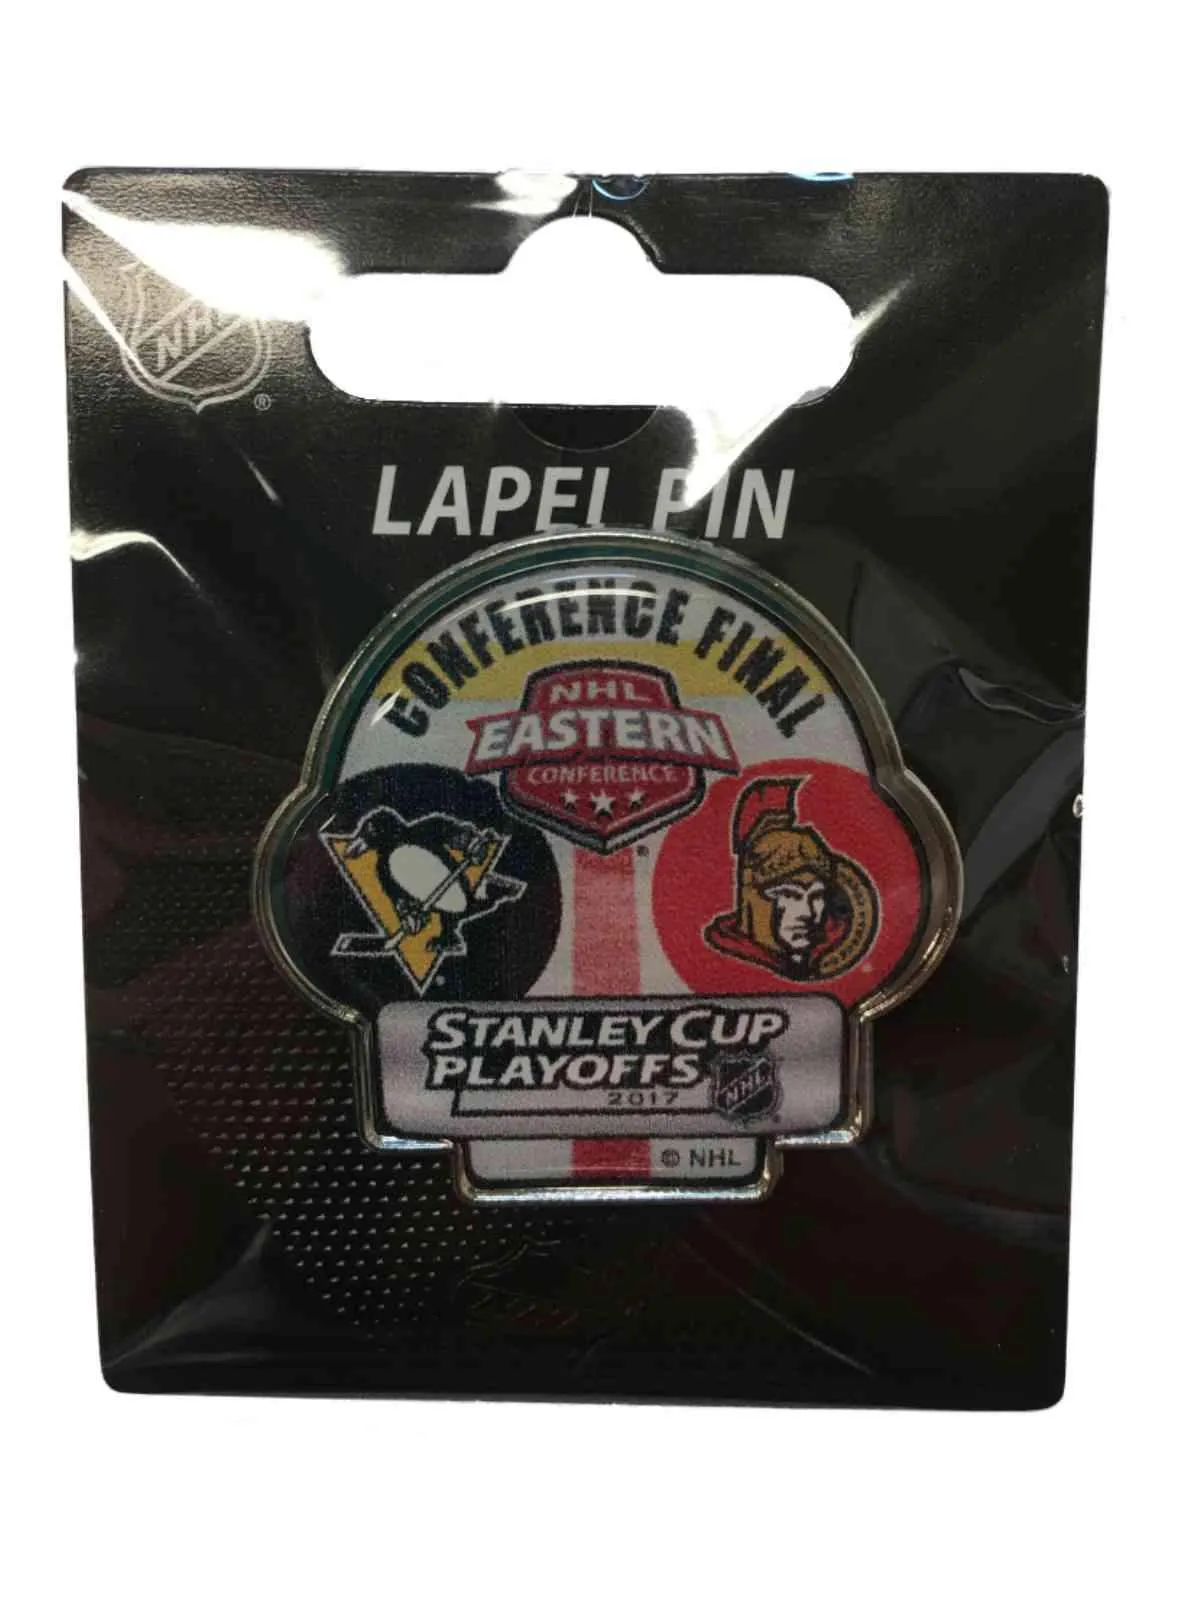 NHL
®
LAPEL PIN
CONFERENCE FINAL
NHL
EASTERN
CONFERENCE
®
STANLEY CUP
PLAYOFFS
2017
NHL
© NHL